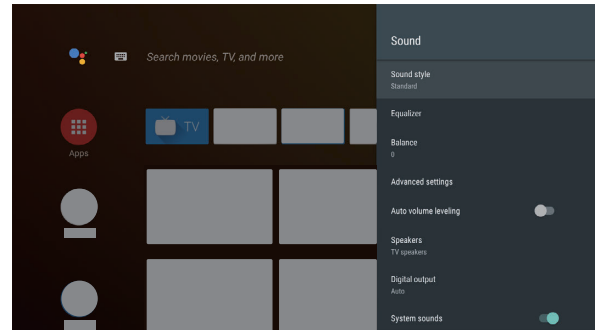 Search movies, TV, and more
TV
Apps
Sound
Sound style
Standard
Equalizer
Balance
0
Advanced settings
Auto volume leveling
Speakers
TV speakers
Digital output
Auto
System sounds